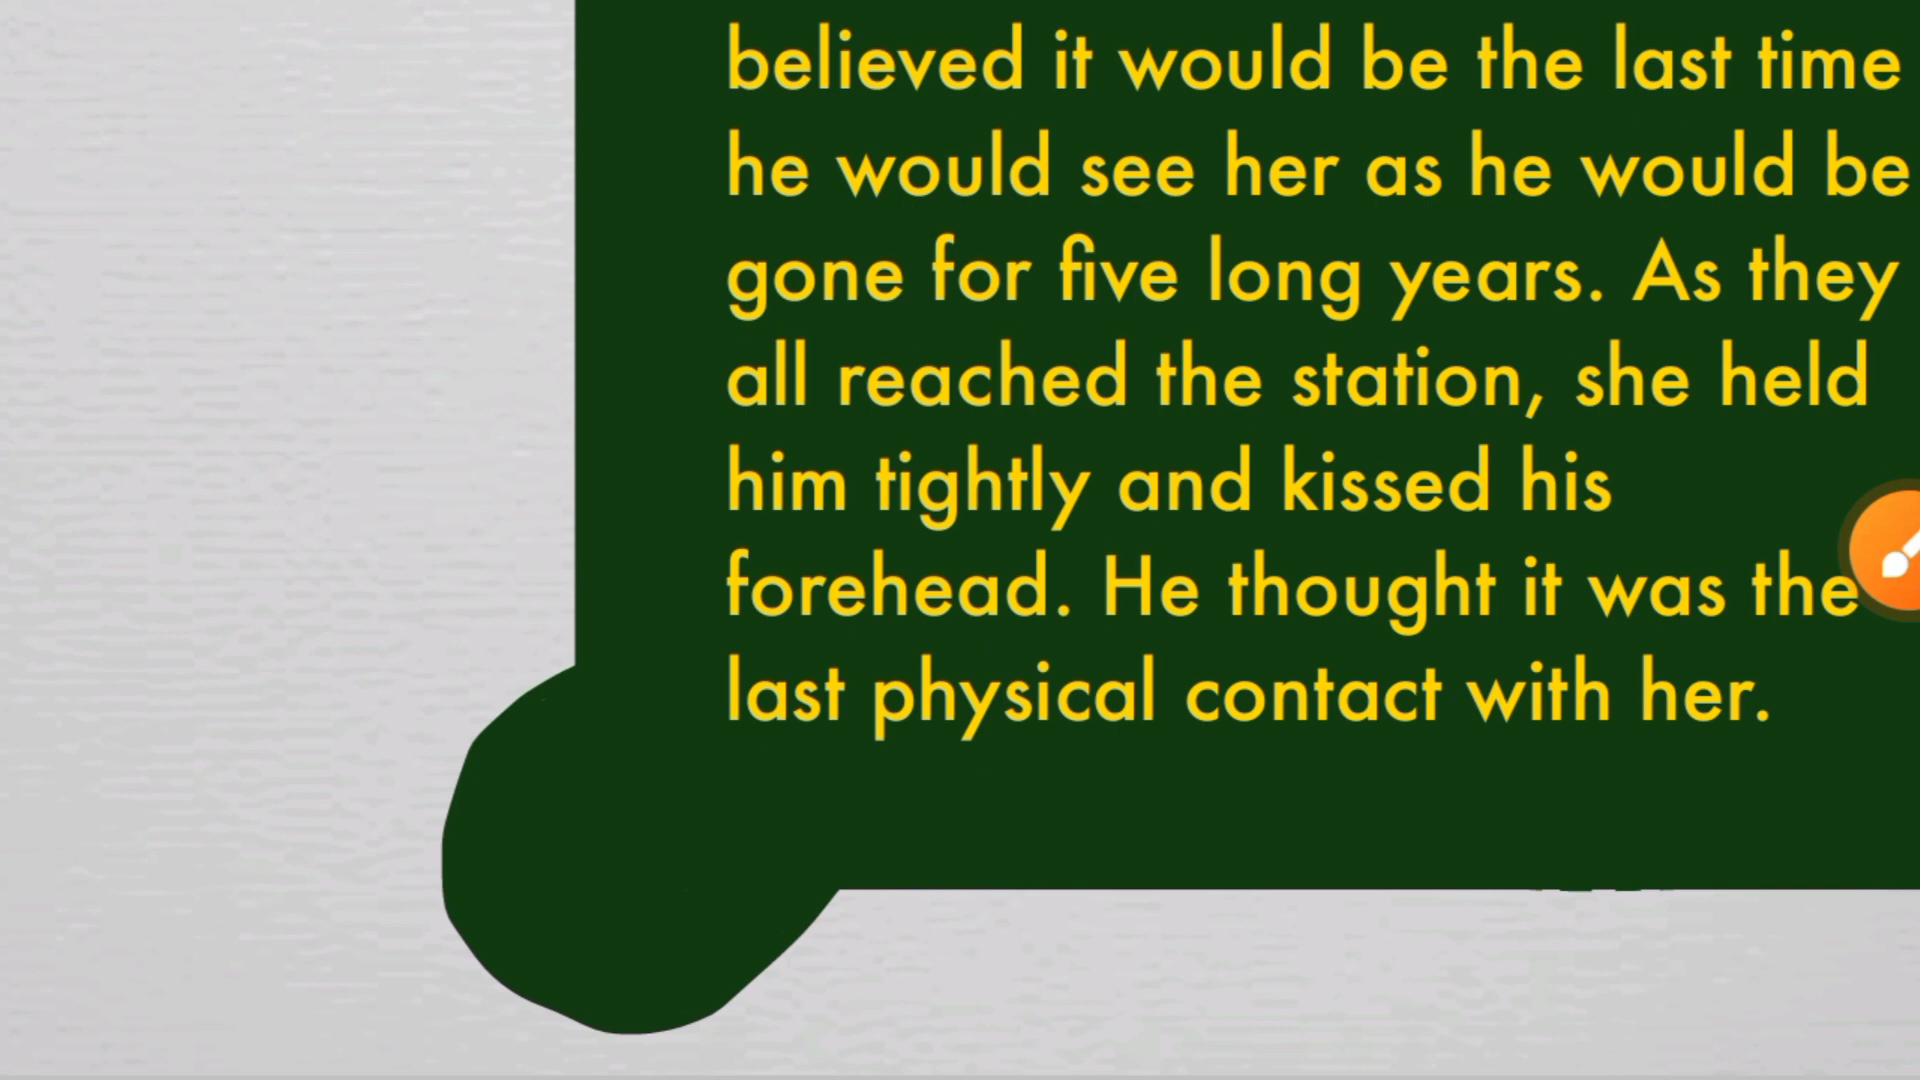 believed it would be the last time
he would see her as he would be
gone for five long years. As they
all reached the station, she held
him tightly and kissed his
forehead. He thought it was the
last physical contact with her.